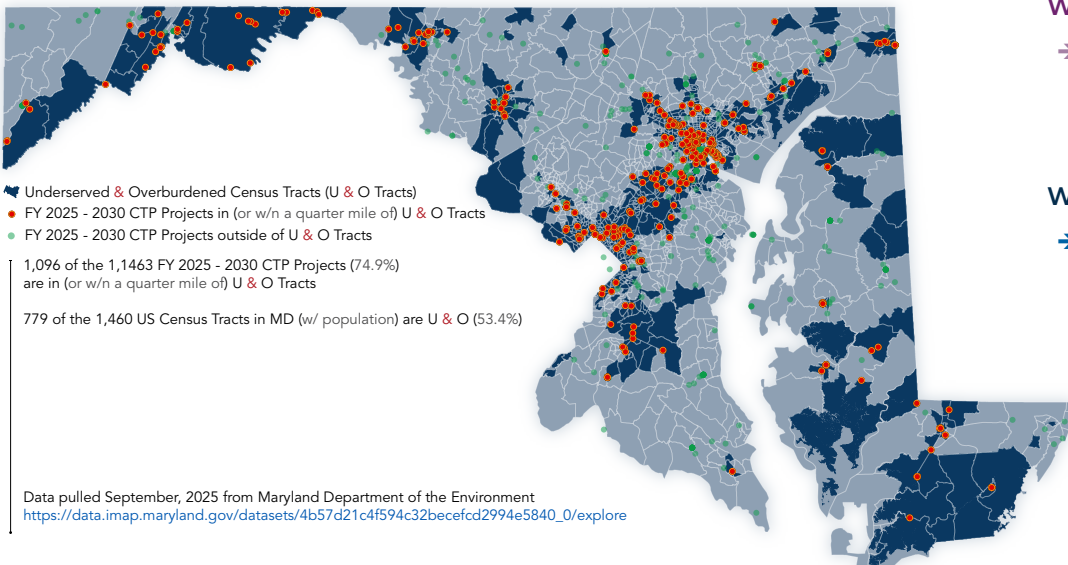 W
→
Underserved & Overburdened Census Tracts (U & O Tracts)
FY 2025 - 2030 CTP Projects in (or w/n a quarter mile of) U & O Tracts
FY 2025 - 2030 CTP Projects outside of U & O Tracts
1,096 of the 1,1463 FY 2025 - 2030 CTP Projects (74.9%)
are in (or w/n a quarter mile of) U & O Tracts
779 of the 1,460 US Census Tracts in MD (w/ population) are U & O (53.4%)
W
→
Data pulled September, 2025 from Maryland Department of the Environment
https://data.imap.maryland.gov/datasets/4b57d21c4f594c32becefcd2994e5840_0/explore